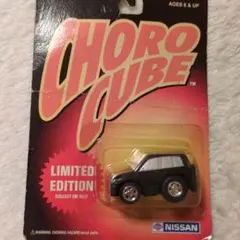 AGES 6 & UP
CHORO
CUBE
TM
LIMITED
EDITION
NISSAN